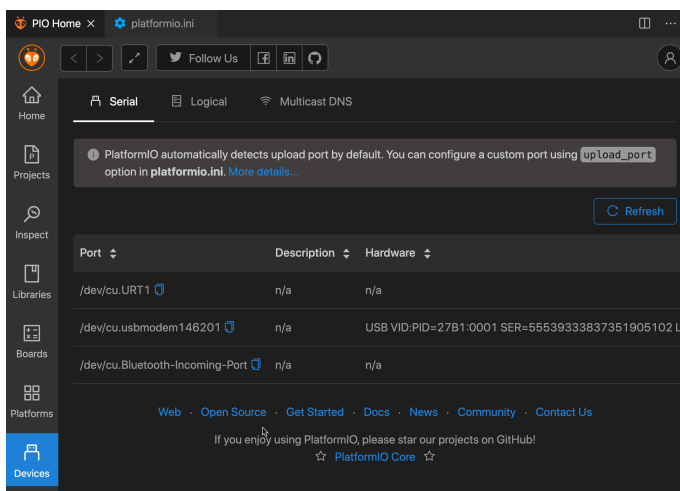 PIO Home × platformio.ini ...
< > Follow Us
Home
Projects
Inspect
Libraries
Boards
Platforms
Devices
Serial Logical Multicast DNS
PlatformIO automatically detects upload port by default. You can configure a custom port using upload_port
option in platformio.ini. More details...
Refresh
Port Description Hardware
/dev/cu.URT1 n/a n/a
/dev/cu.usbmodem146201 n/a USB VID:PID=27B1:0001 SER=55539333837351905102 L
/dev/cu.Bluetooth-Incoming-Port n/a n/a
Web · Open Source · Get Started · Docs · News · Community · Contact Us
If you enjoy using PlatformIO, please star our projects on GitHub!
☆ PlatformIO Core ☆